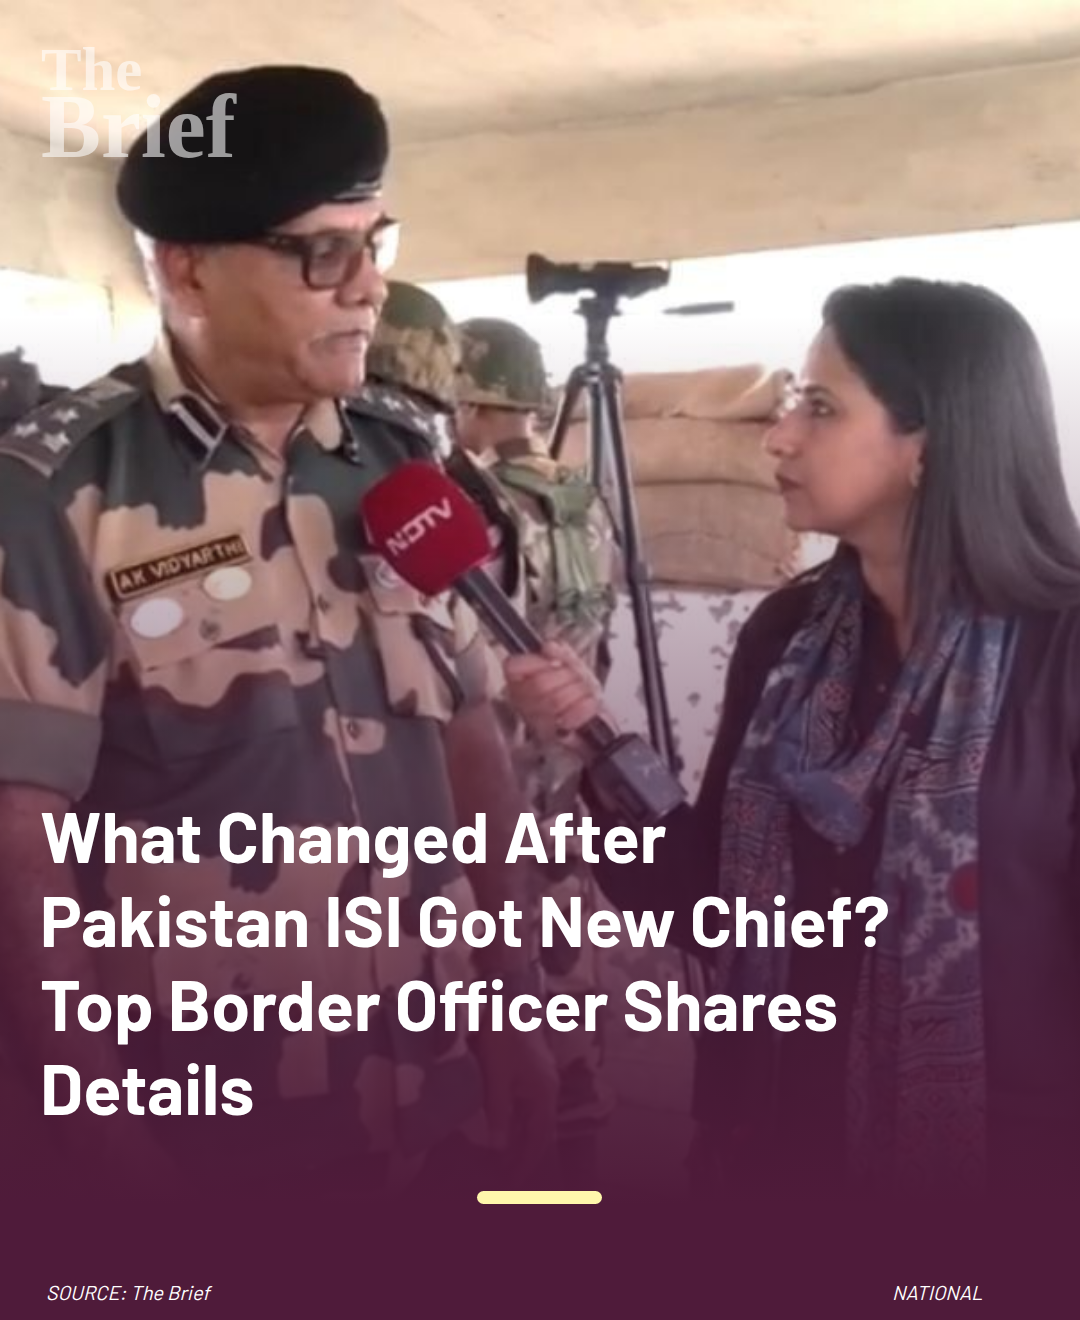 The
Brief
AK VIDYARTHI
NDTV
What Changed After
Pakistan ISI Got New Chief?
Top Border Officer Shares
Details
SOURCE: The Brief
NATIONAL